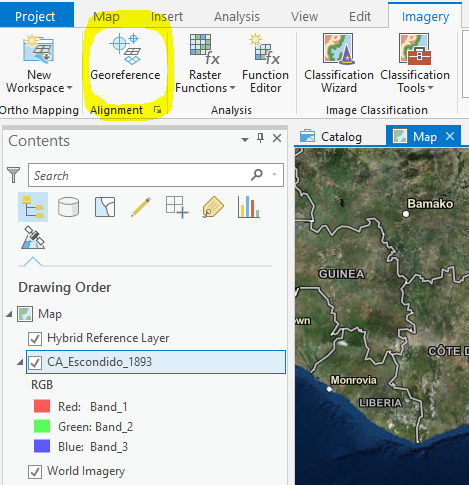 Project Map Insert Analysis View Edit Imagery
New Workspace Georeference Raster Functions Function Editor Classification Wizard Classification Tools
Ortho Mapping Alignment Analysis Image Classification
Contents
Catalog Map
Search
Drawing Order
Map
Hybrid Reference Layer
CA_Escondido_1893
RGB
Red: Band_1
Green: Band_2
Blue: Band_3
World Imagery
Bamako
GUINEA
own
CÔTE D
Monrovia
LIBERIA